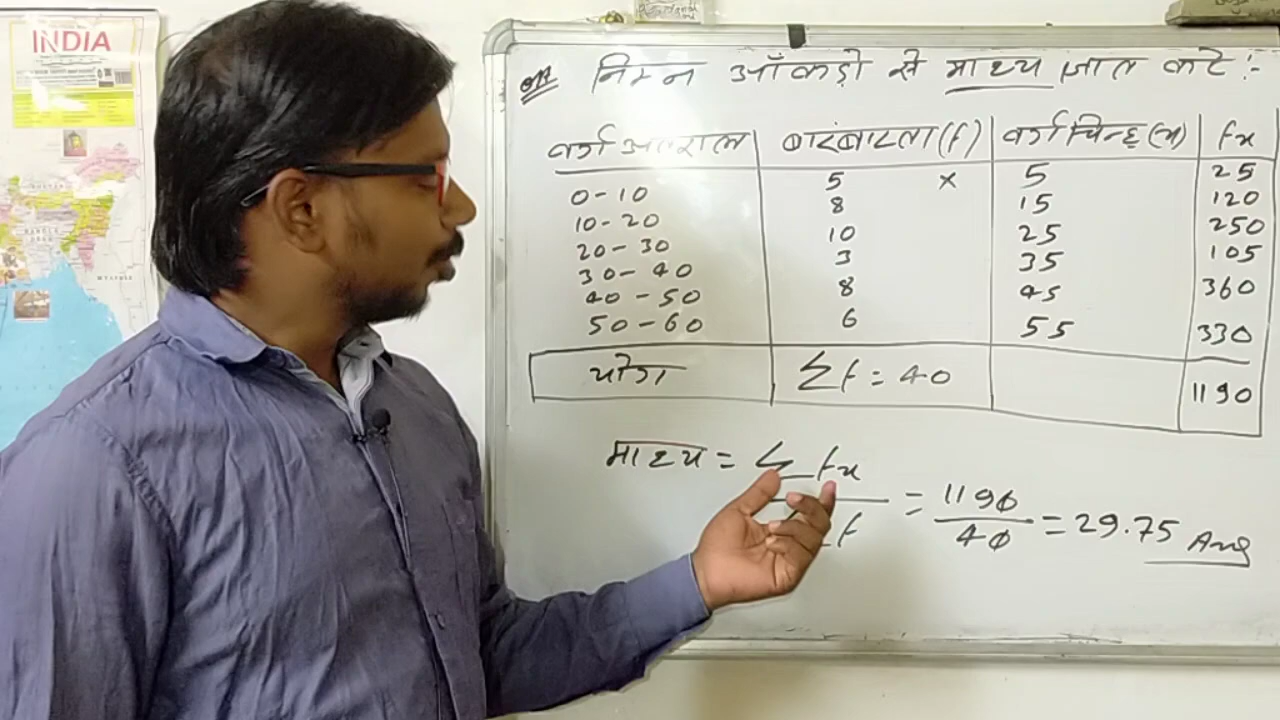 INDIA
प्रश्न निम्न आँकड़ो से माध्य ज्ञात करे :-
वर्ग अन्तराल बारंबारता (f) वर्ग चिन्ह (x) fx
0-10 5 x 5 25
10-20 8 15 120
20-30 10 25 250
30-40 3 35 105
40-50 8 45 360
50-60 6 55 330
योग Σf = 40 1190
माध्य = Σfx / Σf = 1190 / 40 = 29.75 Ans